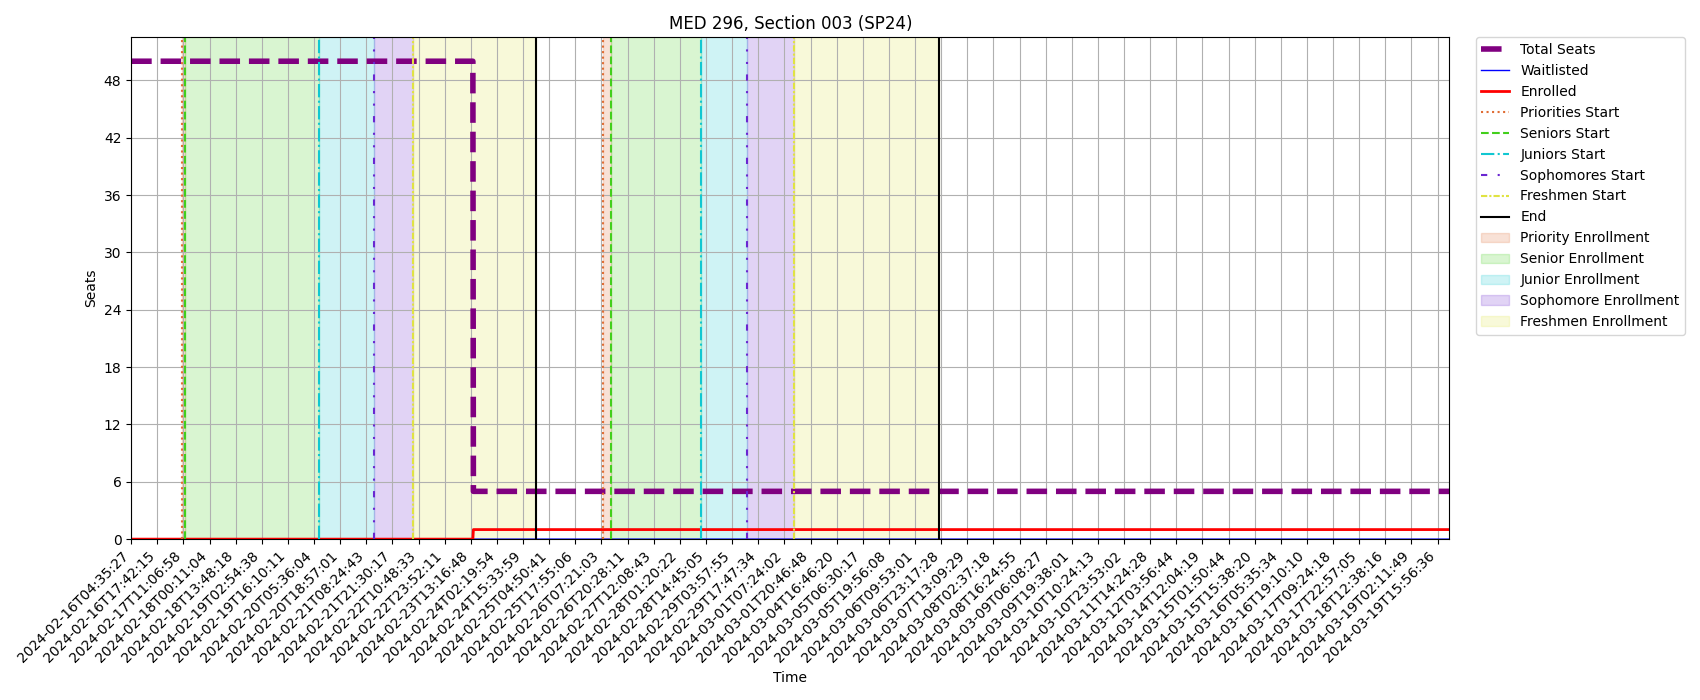 MED 296, Section 003 (SP24)
Seats
48
42
36
30
24
18
12
6
0
2024-02-16T04:35:27
2024-02-16T17:42:15
2024-02-17T11:06:58
2024-02-18T00:11:04
2024-02-18T13:48:18
2024-02-19T02:54:38
2024-02-19T16:10:11
2024-02-20T05:36:04
2024-02-20T18:57:01
2024-02-21T08:24:43
2024-02-21T21:30:17
2024-02-22T10:48:33
2024-02-22T23:52:11
2024-02-23T13:16:48
2024-02-24T02:19:54
2024-02-24T15:33:59
2024-02-25T04:50:41
2024-02-25T17:55:06
2024-02-26T07:21:03
2024-02-26T20:28:11
2024-02-27T12:08:43
2024-02-28T01:20:22
2024-02-28T14:45:05
2024-02-29T03:57:55
2024-02-29T17:47:34
2024-03-01T07:24:02
2024-03-01T20:46:48
2024-03-04T16:46:20
2024-03-05T06:30:17
2024-03-05T19:56:08
2024-03-06T09:53:01
2024-03-06T23:17:28
2024-03-07T13:09:29
2024-03-08T02:37:18
2024-03-08T16:24:55
2024-03-09T06:08:27
2024-03-09T19:38:01
2024-03-10T10:24:13
2024-03-10T23:53:02
2024-03-11T14:24:28
2024-03-12T03:56:44
2024-03-14T12:04:19
2024-03-15T01:50:44
2024-03-15T15:38:20
2024-03-16T05:35:34
2024-03-16T19:10:10
2024-03-17T09:24:18
2024-03-17T22:57:05
2024-03-18T12:38:16
2024-03-19T02:11:49
2024-03-19T15:56:36
Time
Total Seats
Waitlisted
Enrolled
Priorities Start
Seniors Start
Juniors Start
Sophomores Start
Freshmen Start
End
Priority Enrollment
Senior Enrollment
Junior Enrollment
Sophomore Enrollment
Freshmen Enrollment